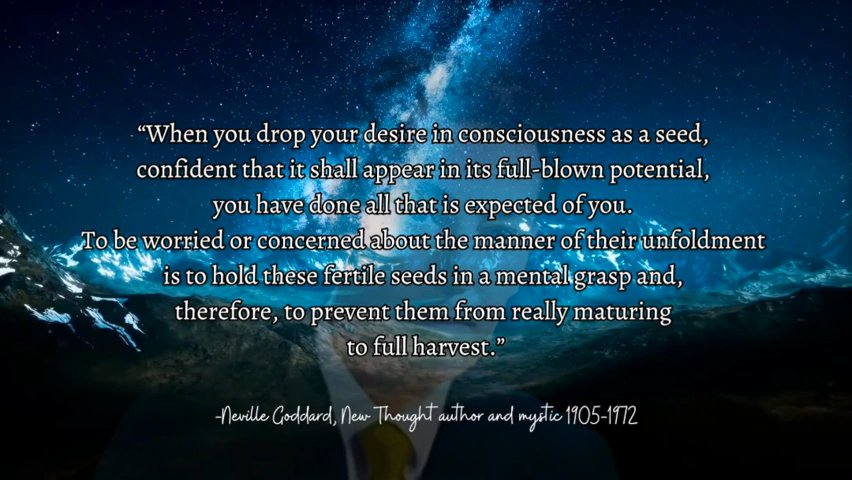 “When you drop your desire in consciousness as a seed,
confident that it shall appear in its full-blown potential,
you have done all that is expected of you.
To be worried or concerned about the manner of their unfoldment
is to hold these fertile seeds in a mental grasp and,
therefore, to prevent them from really maturing
to full harvest.”
-Neville Goddard, New Thought author and mystic 1905-1972